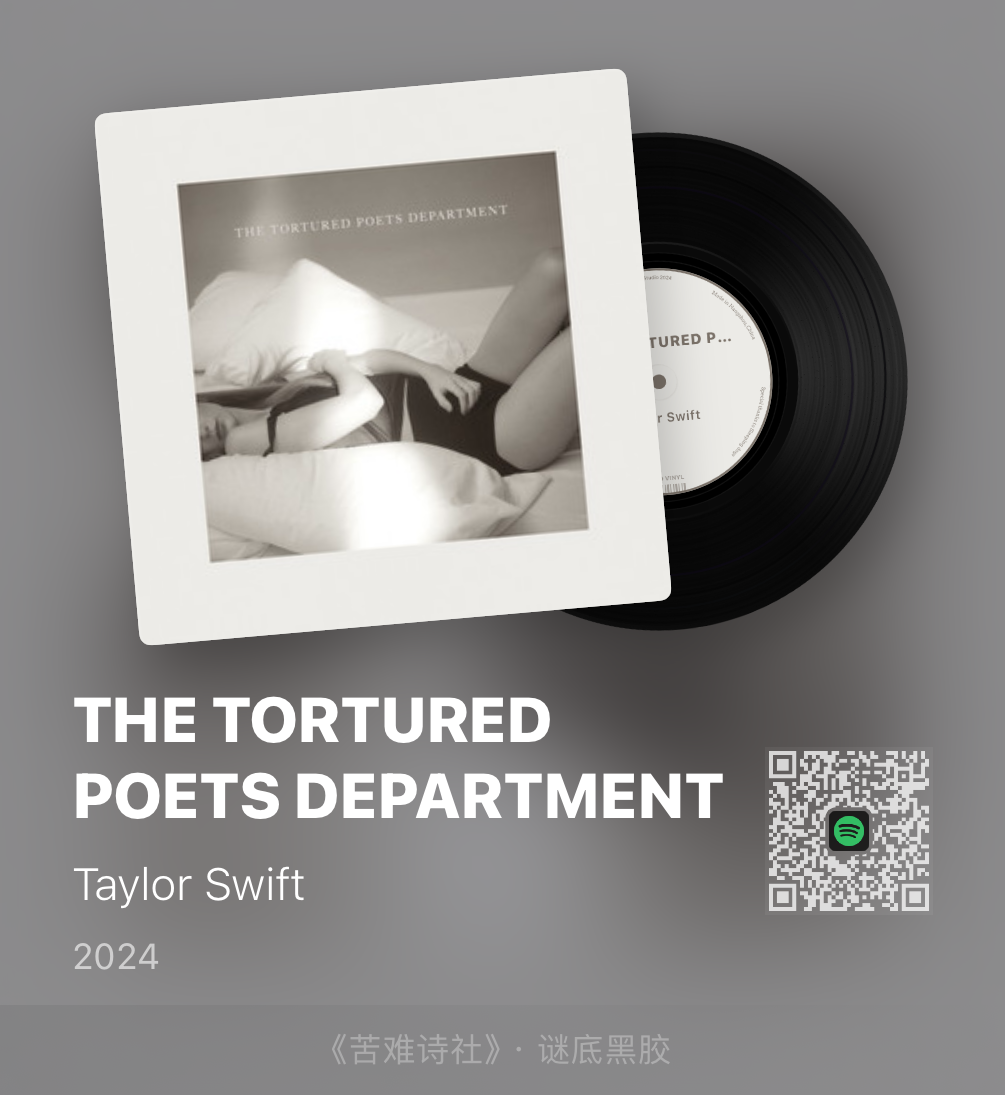 THE TORTURED POETS DEPARTMENT
TURED P...
r Swift
VINYL
THE TORTURED
POETS DEPARTMENT
Taylor Swift
2024
《苦难诗社》· 谜底黑胶